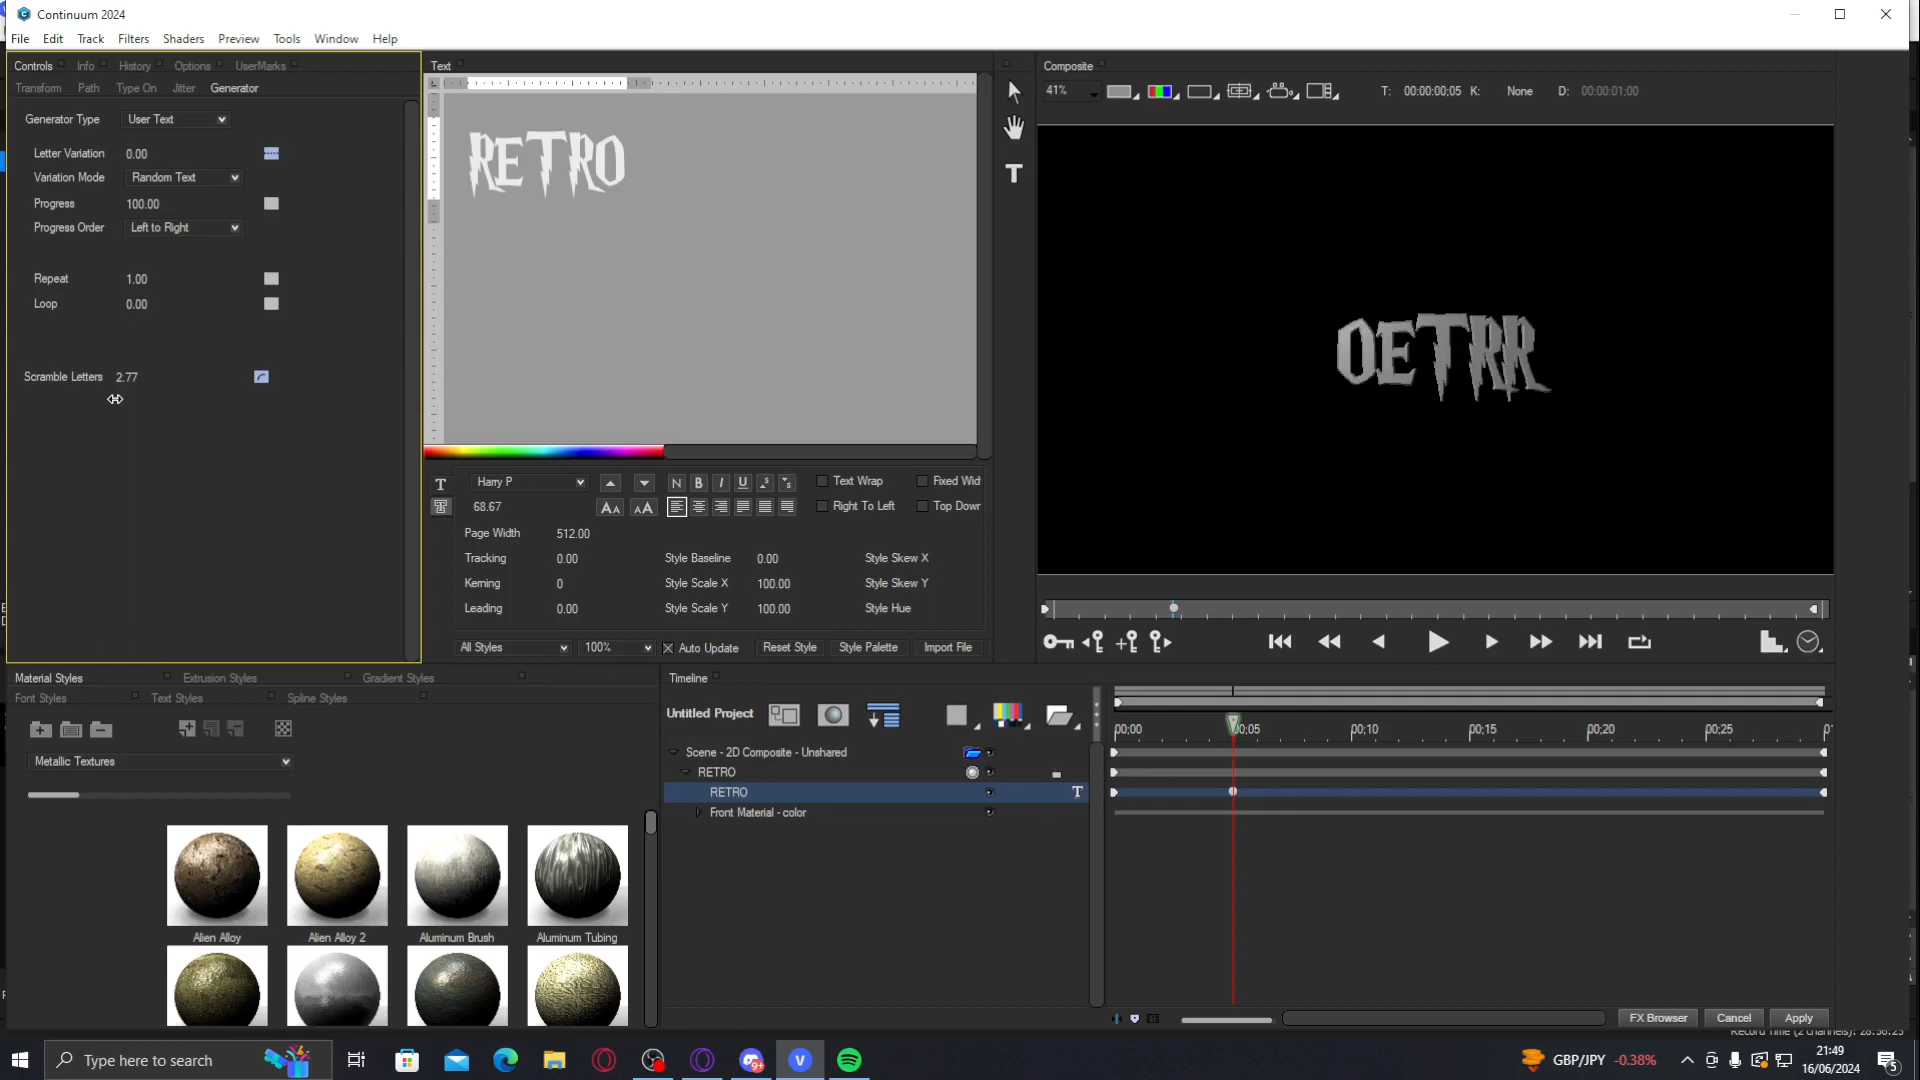 Continuum 2024
File Edit Track Filters Shaders Preview Tools Window Help
Controls Info History Options UserMarks
Transform Path Type On Jitter Generator
Generator Type User Text
Letter Variation 0.00
Variation Mode Random Text
Progress 100.00
Progress Order Left to Right
Repeat 1.00
Loop 0.00
Scramble Letters 2.77
Text
RETRO
T Harry P N B I U Text Wrap Fixed Wid
68.67 Right To Left Top Down
Page Width 512.00
Tracking 0.00 Style Baseline 0.00 Style Skew X
Kerning 0 Style Scale X 100.00 Style Skew Y
Leading 0.00 Style Scale Y 100.00 Style Hue
All Styles 100% Auto Update Reset Style Style Palette Import File
Composite
41% T: 00:00:00;05 K: None D: 00:00:01;00
OETRR
Material Styles Extrusion Styles Gradient Styles
Font Styles Text Styles Spline Styles
Metallic Textures
Alien Alloy Alien Alloy 2 Aluminum Brush Aluminum Tubing
Timeline
Untitled Project
00;00 00;05 00;10 00;15 00;20 00;25
Scene - 2D Composite - Unshared
RETRO
RETRO T
Front Material - color
FX Browser Cancel Apply
Record Time (2 channels): 28:36:25
Type here to search
GBP/JPY -0.38%
21:49
16/06/2024
5